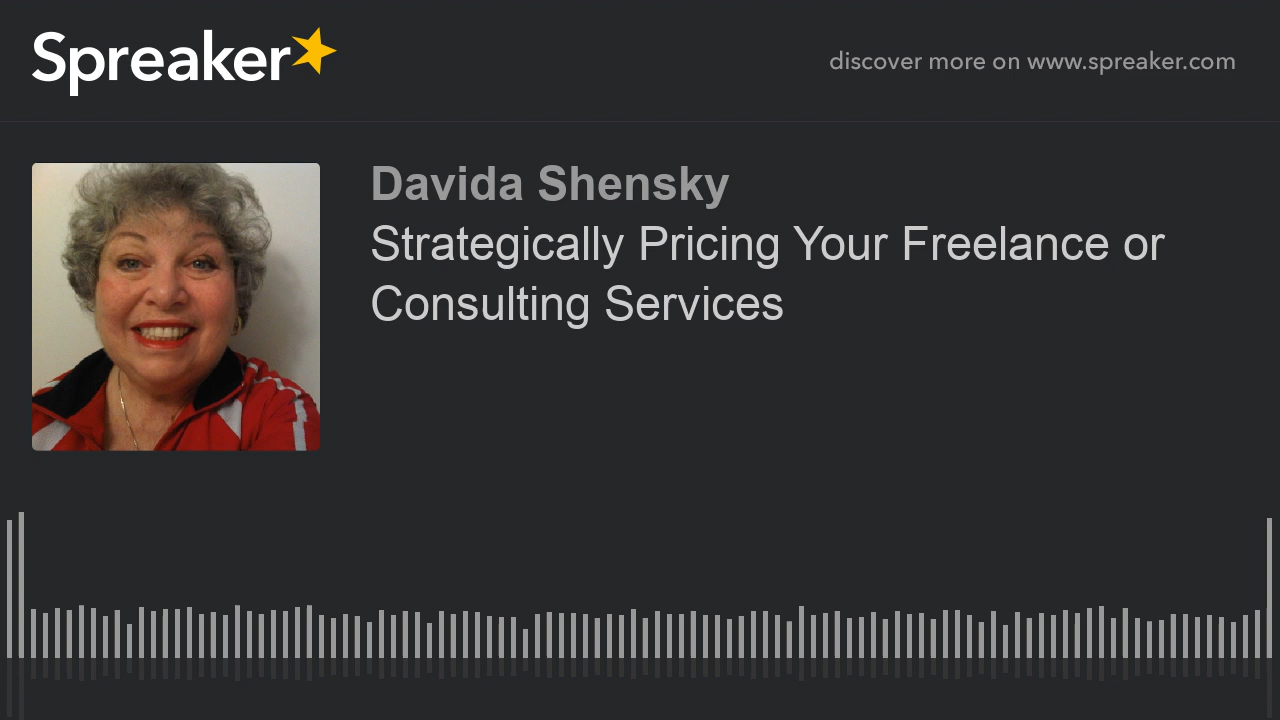 Spreaker
discover more on www.spreaker.com
Davida Shensky
Strategically Pricing Your Freelance or
Consulting Services